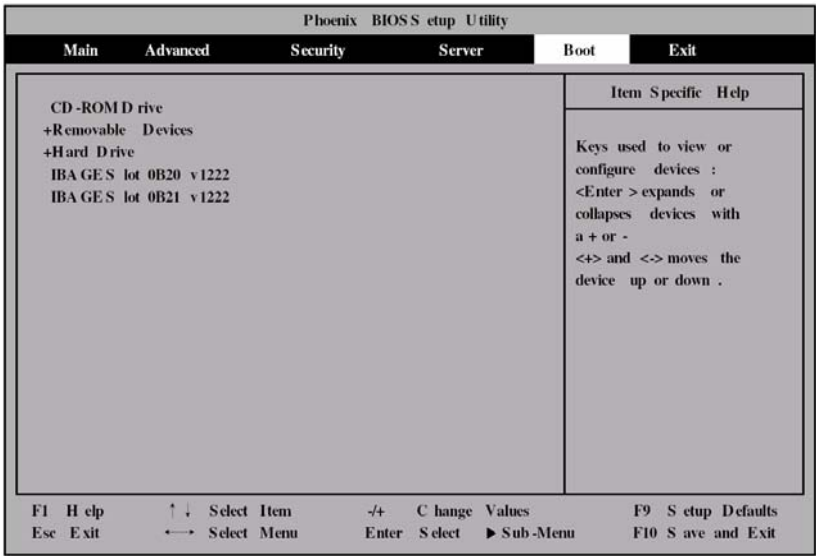 Phoenix BIOS Setup Utility
Main Advanced Security Server Boot Exit
CD-ROM Drive
+Removable Devices
+Hard Drive
IBA GE Slot 0B20 v1222
IBA GE Slot 0B21 v1222
Item Specific Help
Keys used to view or
configure devices :
<Enter > expands or
collapses devices with
a + or -
<+> and <-> moves the
device up or down .
F1 Help ↑ ↓ Select Item -/+ Change Values F9 Setup Defaults
Esc Exit ←→ Select Menu Enter Select ▶ Sub-Menu F10 Save and Exit